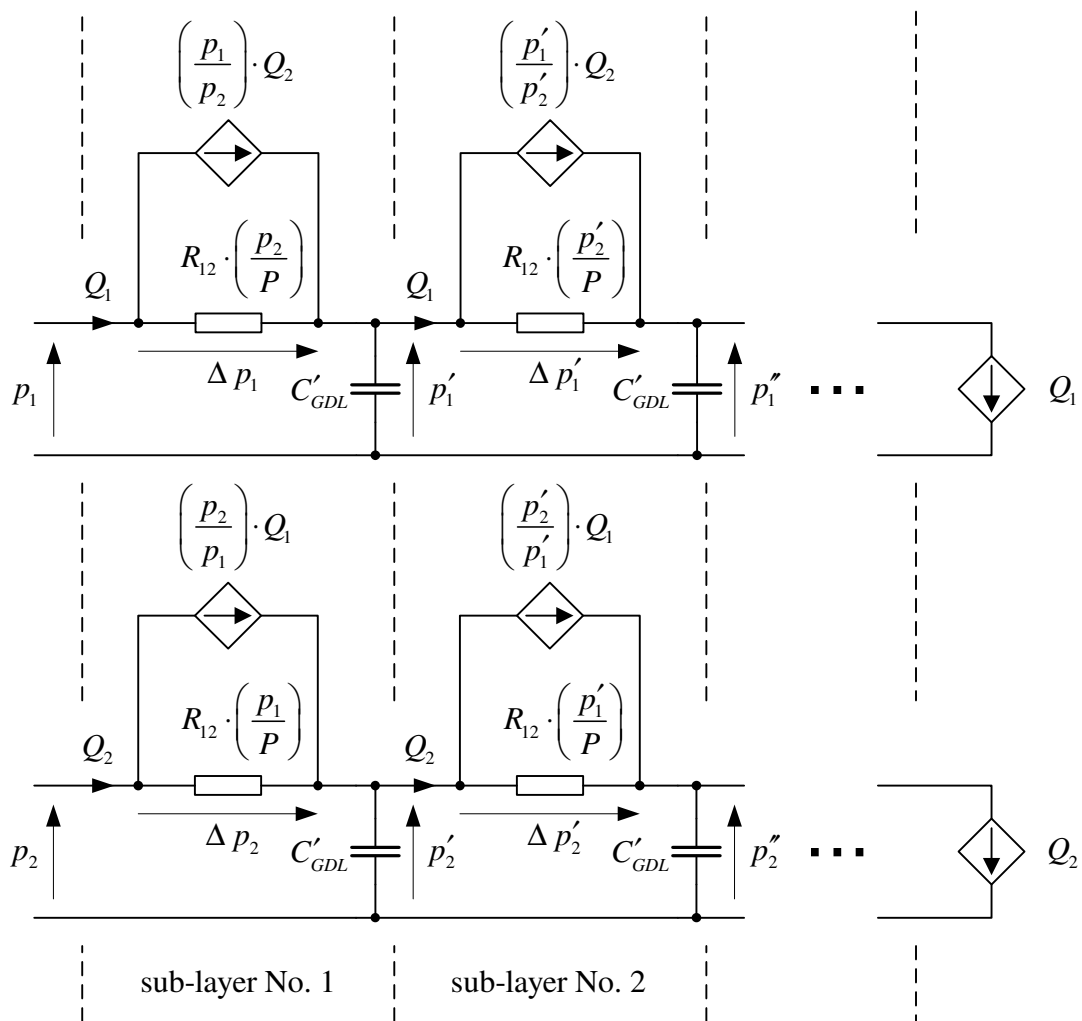 (p₁/p₂)·Q₂ (p₁′/p₂′)·Q₂
R₁₂·(p₂/P) R₁₂·(p₂′/P)
Q₁ Q₁
p₁ Δp₁ C′GDL p₁′ Δp₁′ C′GDL p₁″ ... Q₁
(p₂/p₁)·Q₁ (p₂′/p₁′)·Q₁
R₁₂·(p₁/P) R₁₂·(p₁′/P)
Q₂ Q₂
p₂ Δp₂ C′GDL p₂′ Δp₂′ C′GDL p₂″ ... Q₂
sub-layer No. 1 sub-layer No. 2